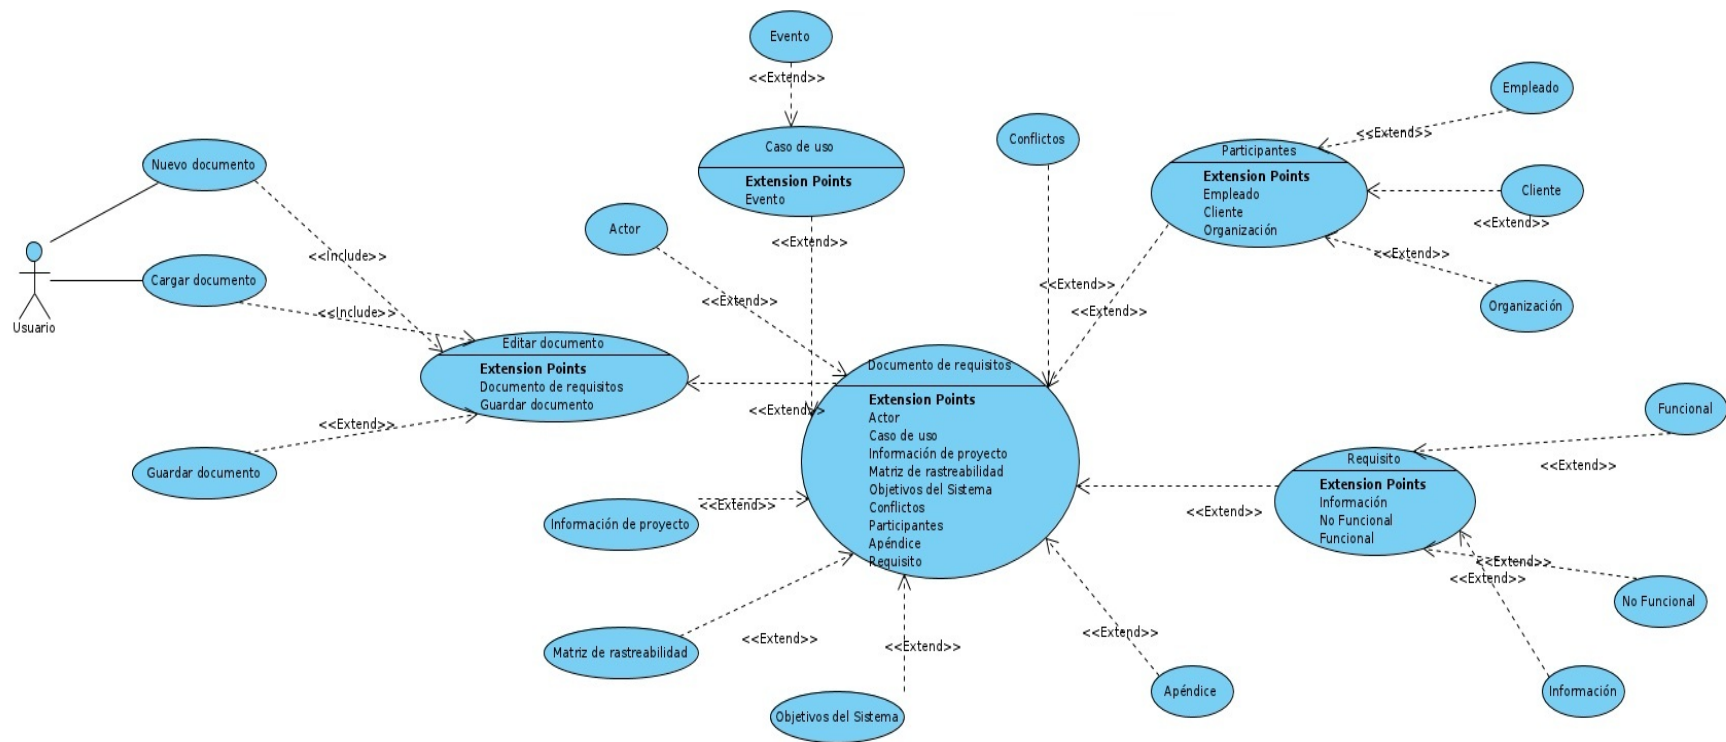 Evento
<<Extend>>
Caso de uso
Extension Points
Evento
<<Extend>>
Conflictos
<<Extend>>
Empleado
<<Extend>>
Participantes
Extension Points
Empleado
Cliente
Organización
Cliente
<<Extend>>
<<Extend>>
Organización
<<Extend>>
Nuevo documento
<<Include>>
Cargar documento
<<Include>>
Usuario
Actor
<<Extend>>
Editar documento
Extension Points
Documento de requisitos
Guardar documento
<<Extend>>
<<Extend>>
Guardar documento
Documento de requisitos
Extension Points
Actor
Caso de uso
Información de proyecto
Matriz de rastreabilidad
Objetivos del Sistema
Conflictos
Participantes
Apéndice
Requisito
Funcional
<<Extend>>
Requisito
Extension Points
Información
No Funcional
Funcional
<<Extend>>
<<Extend>>
<<Extend>>
No Funcional
Información
Información de proyecto
<<Extend>>
Matriz de rastreabilidad
<<Extend>>
Objetivos del Sistema
<<Extend>>
Apéndice
<<Extend>>